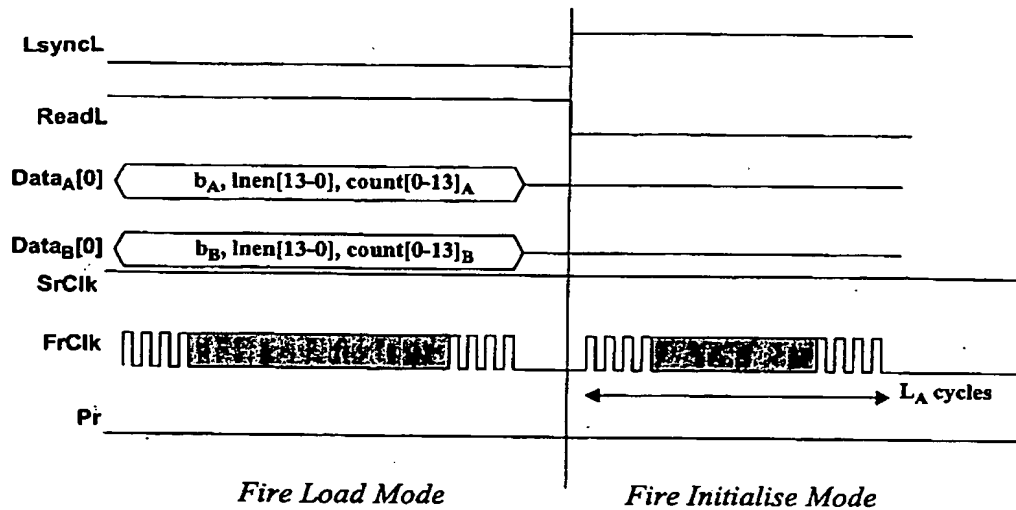 LsyncL
ReadL
DataA[0] bA, lnen[13-0], count[0-13]A
DataB[0] bB, lnen[13-0], count[0-13]B
SrClk
FrClk
LA cycles
Pr
Fire Load Mode Fire Initialise Mode